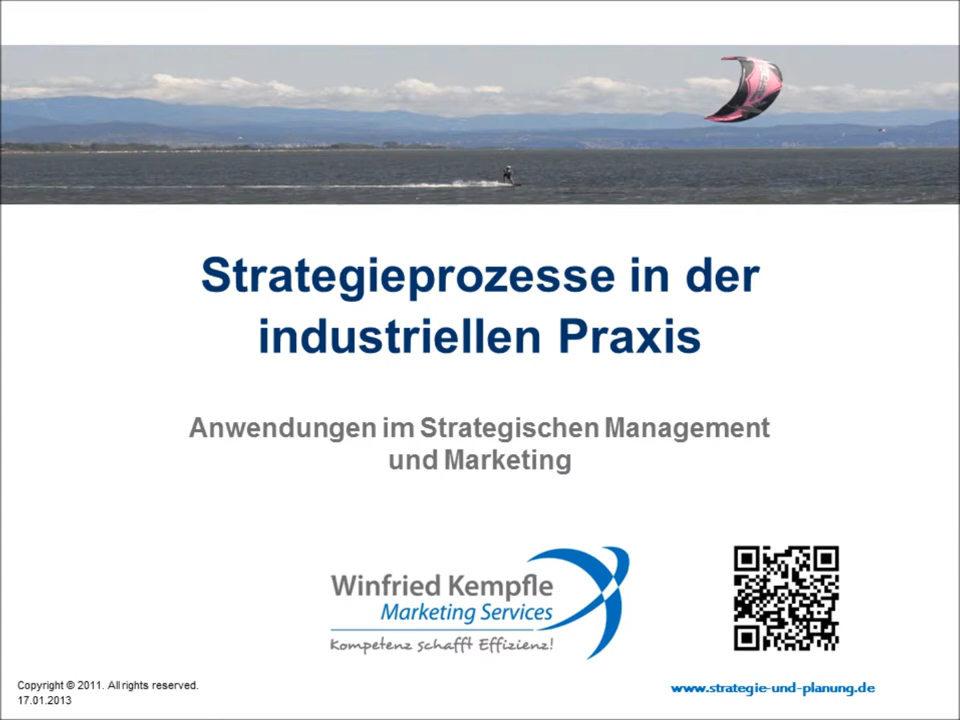 Strategieprozesse in der
industriellen Praxis
Anwendungen im Strategischen Management
und Marketing
Winfried Kempfle
Marketing Services
Kompetenz schafft Effizienz!
Copyright © 2011. All rights reserved.
17.01.2013
www.strategie-und-planung.de